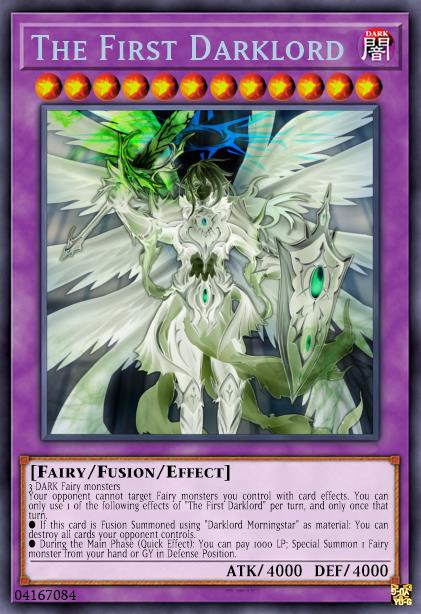 THE FIRST DARKLORD
DARK
闇
[FAIRY/FUSION/EFFECT]
3 DARK Fairy monsters
Your opponent cannot target Fairy monsters you control with card effects. You can
only use 1 of the following effects of "The First Darklord" per turn, and only once that
turn.
● If this card is Fusion Summoned using "Darklord Morningstar" as material: You can
destroy all cards your opponent controls.
● During the Main Phase (Quick Effect): You can pay 1000 LP; Special Summon 1 Fairy
monster from your hand or GY in Defense Position.
ATK/4000 DEF/4000
04167084